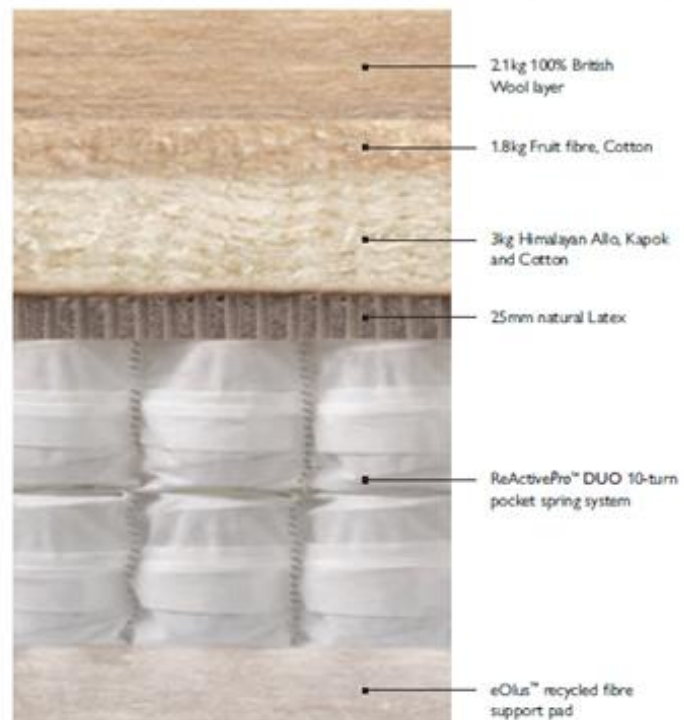 2.1kg 100% British
Wool layer
1.8kg Fruit fibre, Cotton
3kg Himalayan Allo, Kapok
and Cotton
25mm natural Latex
ReActivePro™ DUO 10-turn
pocket spring system
eOlus™ recycled fibre
support pad